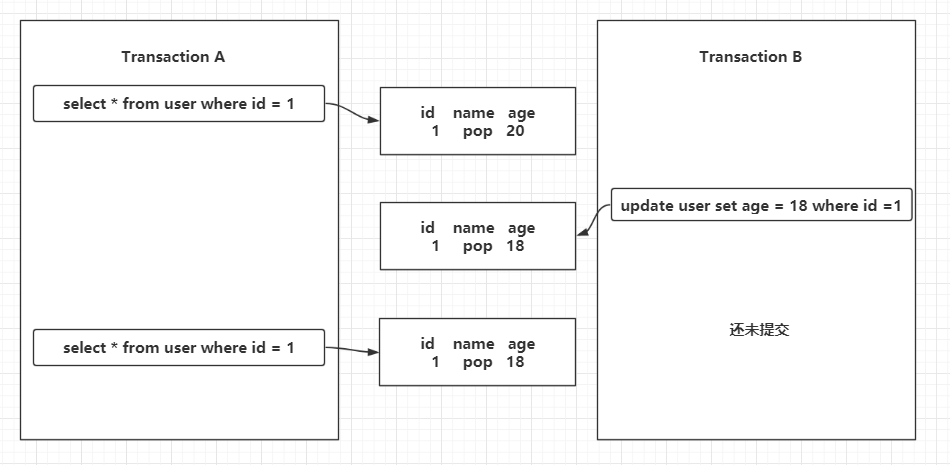 Transaction A
select * from user where id = 1
id name age
1 pop 20
Transaction B
update user set age = 18 where id =1
id name age
1 pop 18
还未提交
select * from user where id = 1
id name age
1 pop 18